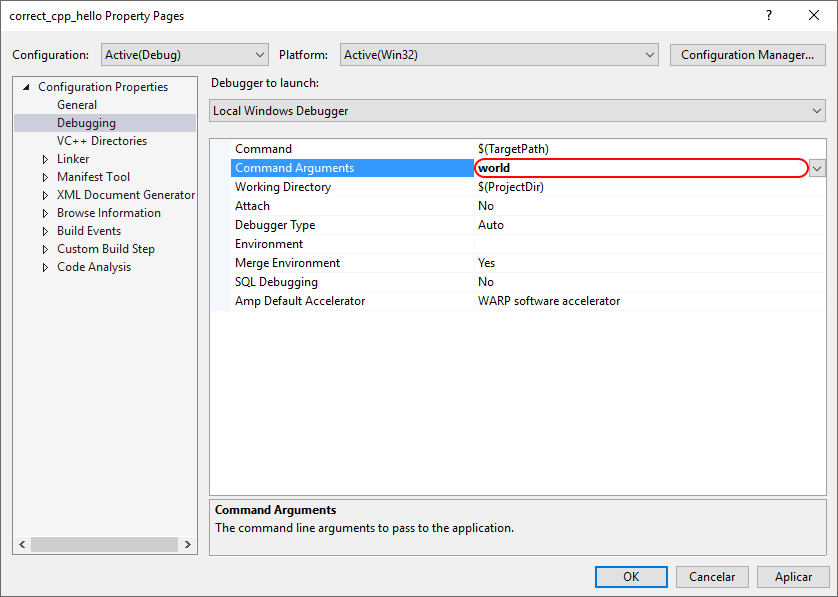 correct_cpp_hello Property Pages
?
Configuration: Active(Debug) Platform: Active(Win32) Configuration Manager...
Configuration Properties
General
Debugging
VC++ Directories
Linker
Manifest Tool
XML Document Generator
Browse Information
Build Events
Custom Build Step
Code Analysis
Debugger to launch:
Local Windows Debugger
Command $(TargetPath)
Command Arguments world
Working Directory $(ProjectDir)
Attach No
Debugger Type Auto
Environment
Merge Environment Yes
SQL Debugging No
Amp Default Accelerator WARP software accelerator
Command Arguments
The command line arguments to pass to the application.
OK Cancelar Aplicar